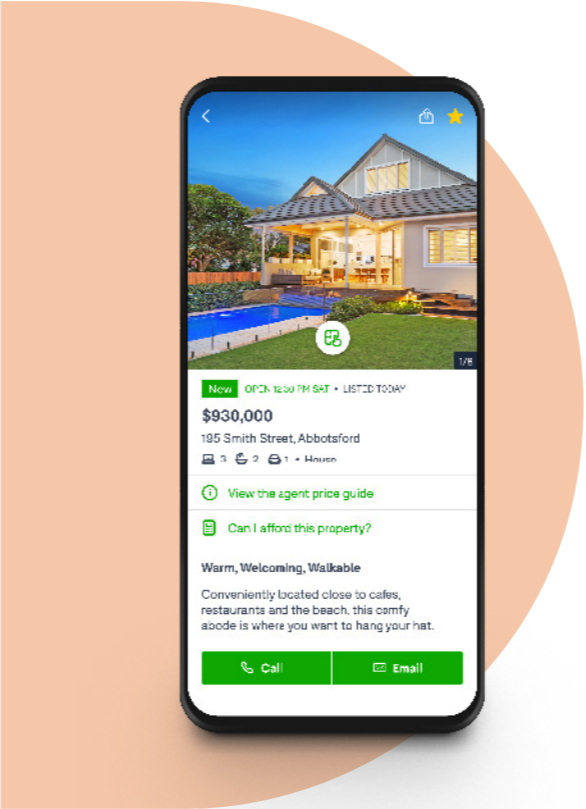 1/8
New OPEN 12:30 PM SAT • LISTED TODAY
$930,000
195 Smith Street, Abbotsford
3 2 1 • House
View the agent price guide
Can I afford this property?
Warm, Welcoming, Walkable
Conveniently located close to cafes,
restaurants and the beach, this comfy
abode is where you want to hang your hat.
Call Email